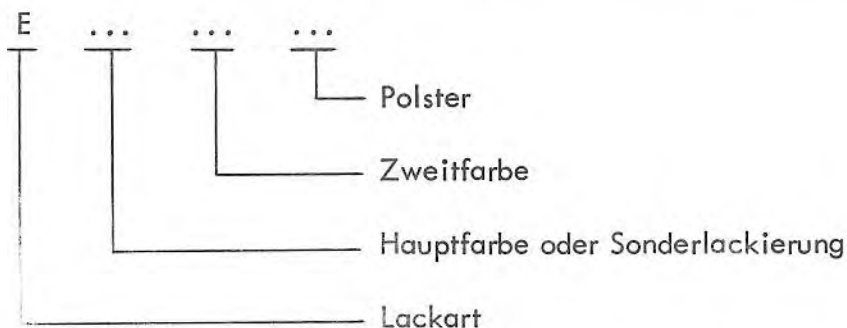 E ... ... ...
Polster
Zweitfarbe
Hauptfarbe oder Sonderlackierung
Lackart